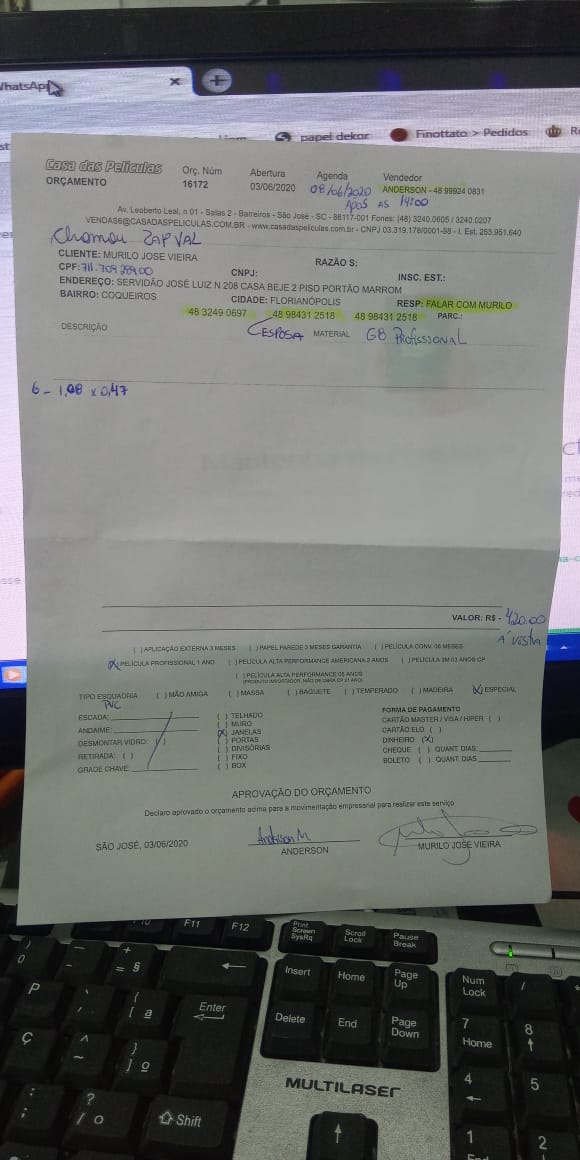 WhatsAp
papel dekor
Finottato > Pedidos
Casa das Películas
ORÇAMENTO
Orç. Núm
16172
Abertura
03/06/2020
Agenda
08/06/2020
APÓS AS 14:00
Vendedor
ANDERSON - 48 99924 0831
Av. Leoberto Leal, n 01 - Salas 2 - Barreiros - São José - SC - 88117-001 Fones: (48) 3240.0605 / 3240.0207
VENDAS6@CASADASPELICULAS.COM.BR - www.casadaspeliculas.com.br - CNPJ 03.319.178/0001-98 - I. Est. 253.951.640
Chamou ZAP VAL
CLIENTE: MURILO JOSE VIEIRA RAZÃO S:
CPF: CNPJ: INSC. EST.:
ENDEREÇO: SERVIDÃO JOSÉ LUIZ N 208 CASA BEJE 2 PISO PORTÃO MARROM
BAIRRO: COQUEIROS CIDADE: FLORIANÓPOLIS RESP: FALAR COM MURILO
48 3249 0697 48 98431 2518 48 98431 2518 PARC.:
DESCRIÇÃO ESPOSA MATERIAL G8 Profissional
6 - 1,08 x 0,47
VALOR: R$ - 420.00
A VISTA
( ) APLICAÇÃO EXTERNA 3 MESES ( ) PAPEL PAREDE 3 MESES GARANTIA ( ) PELÍCULA CONV. 06 MESES
(X) PELÍCULA PROFISSIONAL 1 ANO ( ) PELÍCULA ALTA PERFORMANCE AMERICANA 2 ANOS ( ) PELÍCULA 3M 03 ANOS CP
( ) PELÍCULA ALTA PERFORMANCE 05 ANOS
TIPO ESQUADRIA ( ) MÃO AMIGA ( ) MASSA ( ) BAGUETE ( ) TEMPERADO ( ) MADEIRA (X) ESPECIAL
PVC
ESCADA:
ANDAIME:
DESMONTAR VIDRO: ( )
RETIRADA: ( )
GRADE CHAVE:
( ) TELHADO
( ) MURO
(X) JANELAS
( ) PORTAS
( ) DIVISÓRIAS
( ) FIXO
( ) BOX
FORMA DE PAGAMENTO
CARTÃO MASTER / VISA / HIPER ( )
CARTÃO ELO ( )
DINHEIRO (X)
CHEQUE ( ) QUANT. DIAS.
BOLETO ( ) QUANT. DIAS
APROVAÇÃO DO ORÇAMENTO
Declaro aprovado o orçamento acima para a movimentação empresarial para realizar este serviço
SÃO JOSÉ, 03/06/2020
Anderson M
ANDERSON
MURILO JOSE VIEIRA
F11
F12
Print Screen SysRq
Scroll Lock
Pause Break
Insert
Home
Page Up
Num Lock
/
Delete
End
Page Down
7 Home
8
Enter
P
Ç
Shift
MULTILASER
4
5
1
2